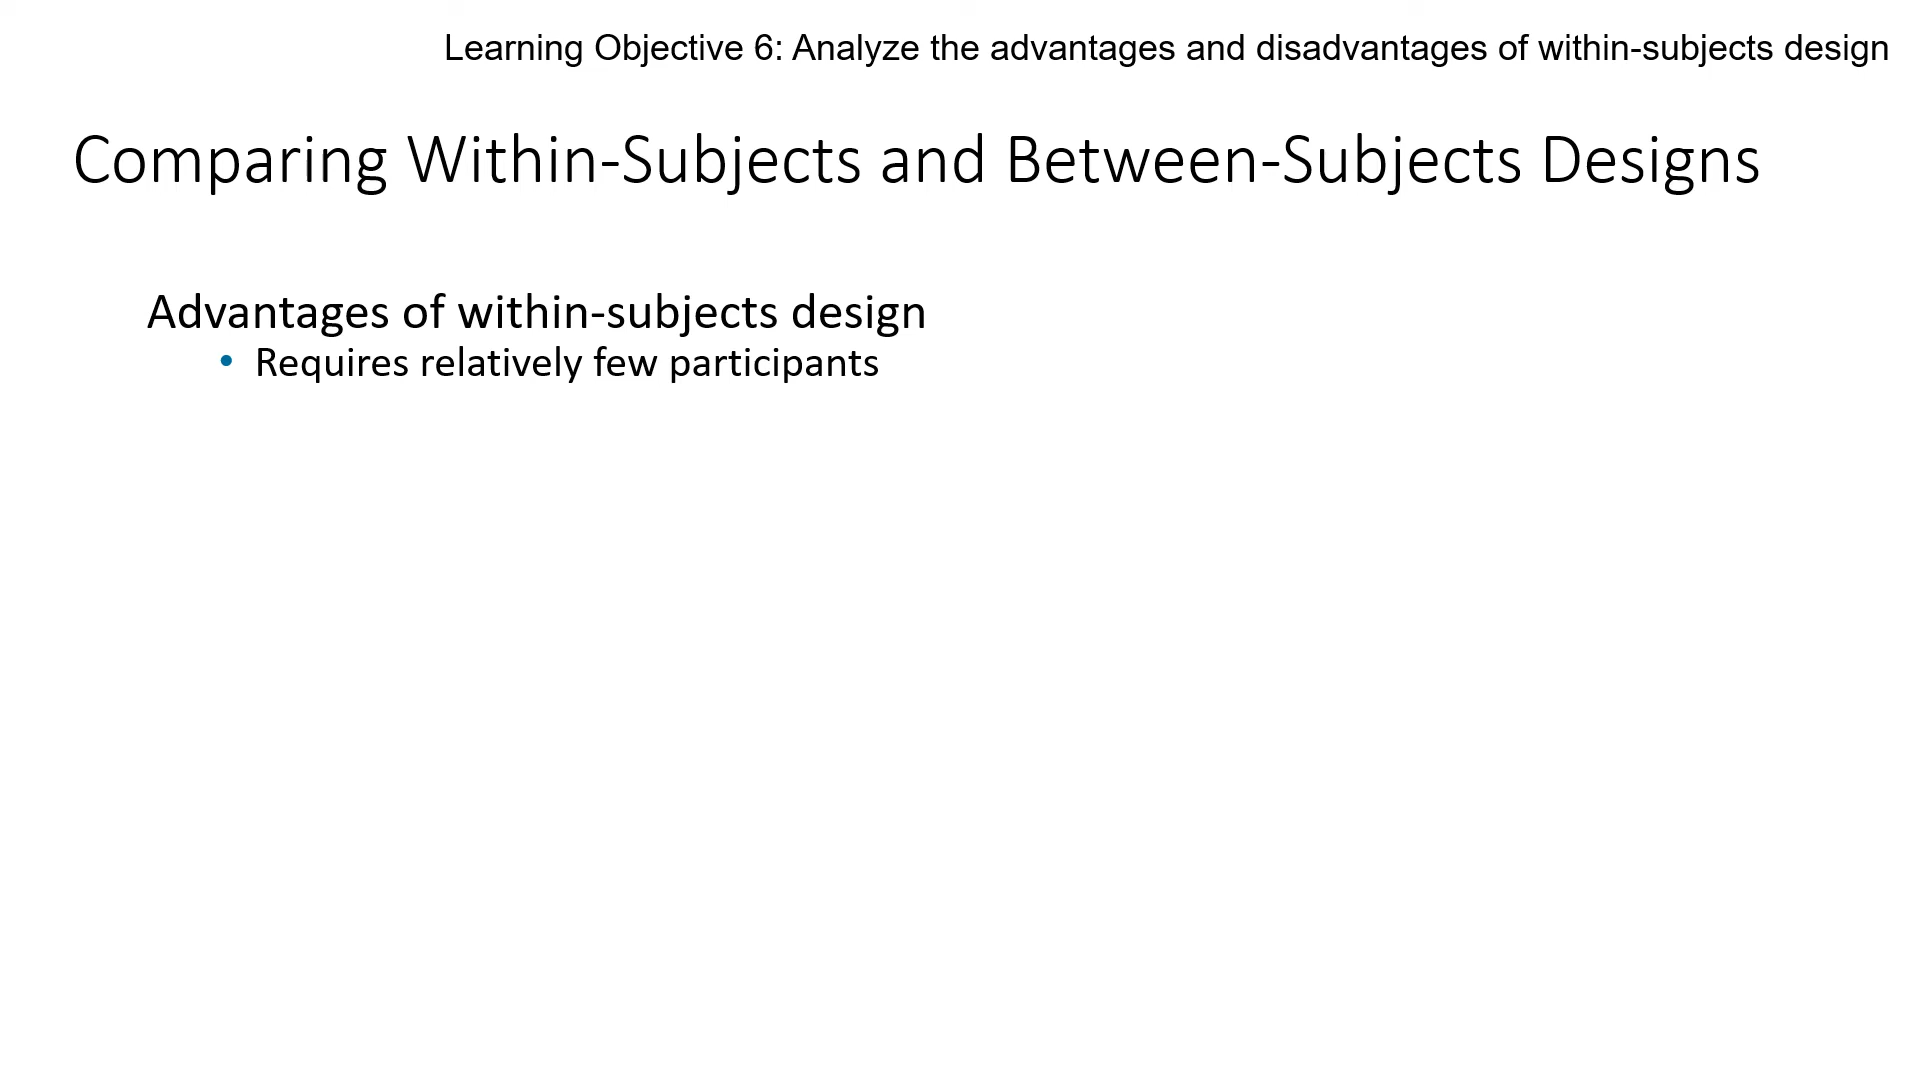 Learning Objective 6: Analyze the advantages and disadvantages of within-subjects design
Comparing Within-Subjects and Between-Subjects Designs
Advantages of within-subjects design
• Requires relatively few participants